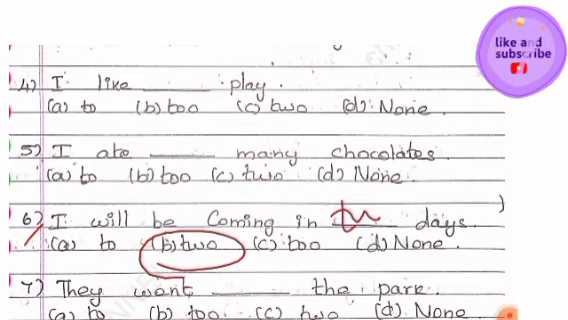 like and
subscribe
4) I like ____ play.
(a) to (b) too (c) two (d) None.
5) I ate ____ many chocolates.
(a) to (b) too (c) two (d) None.
6) I will be coming in tw days.
(a) to (b) two (c) too (d) None.
7) They went ____ the park.
(a) to (b) too (c) two (d) None.